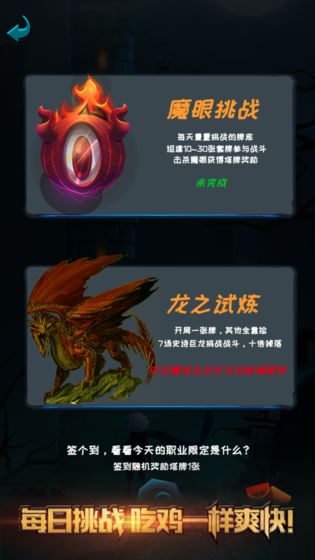 魔眼挑战
每天重置挑战的牌库
组建10~30张套牌参与战斗
击杀魔眼获得塔牌奖励
未完成
龙之试炼
开局一张牌，其他全靠捡
7场史诗巨龙挑战战斗，十倍掉落
签个到，看看今天的职业限定是什么？
签到随机奖励塔牌1张
每日挑战 吃鸡一样爽快！